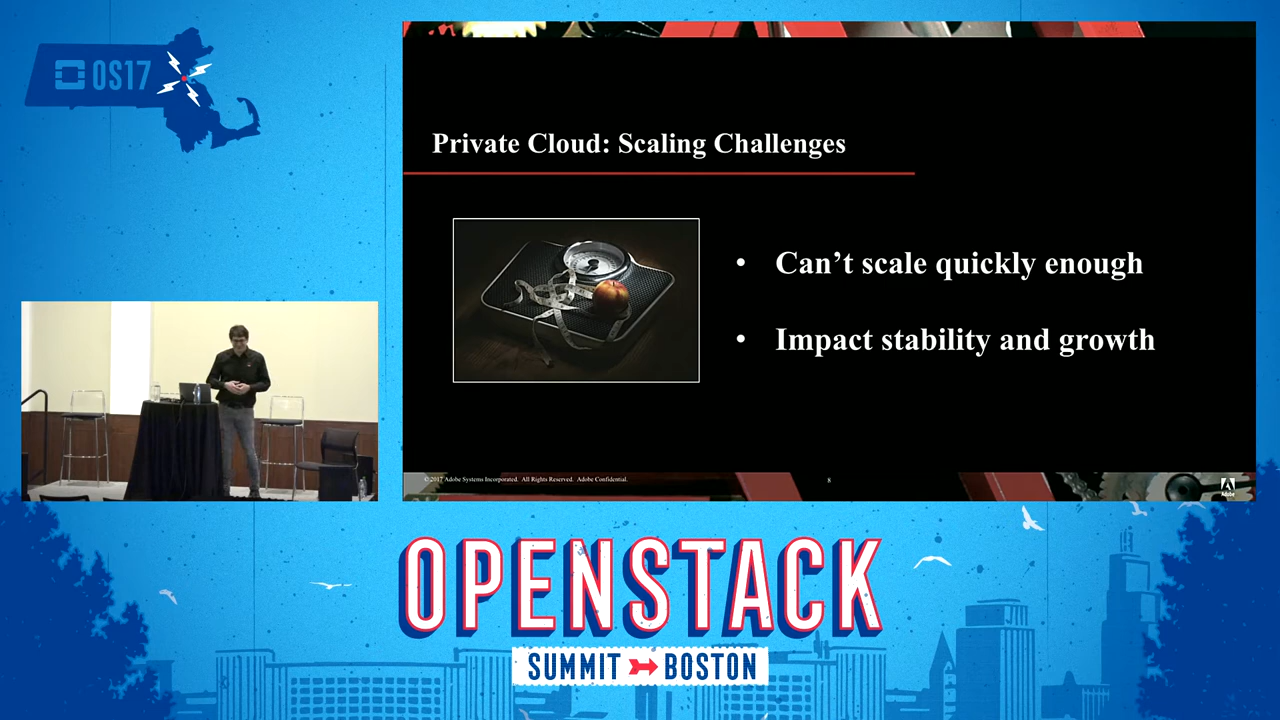 OS17
Private Cloud: Scaling Challenges
• Can’t scale quickly enough
• Impact stability and growth
© 2017 Adobe Systems Incorporated. All Rights Reserved. Adobe Confidential.
8
Adobe
OPENSTACK
SUMMIT BOSTON